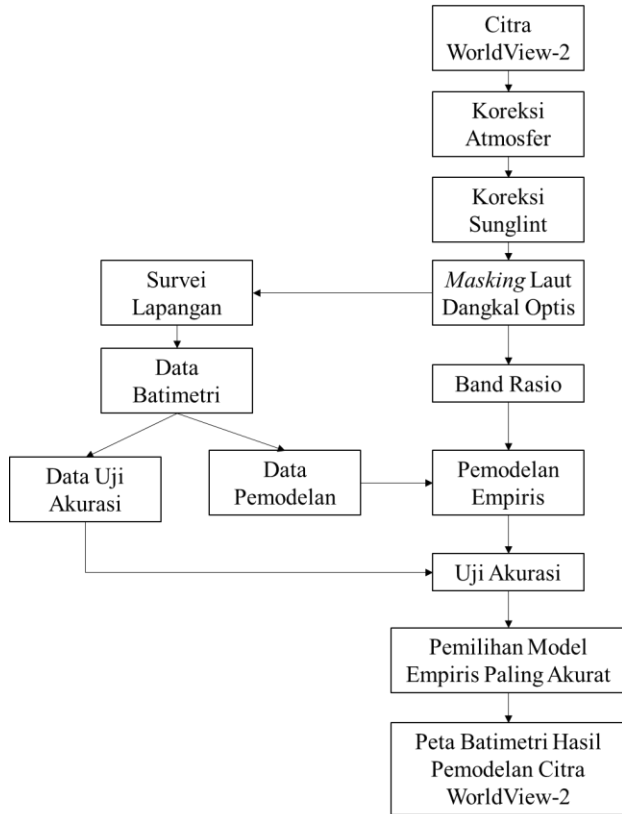 Citra
WorldView-2
Koreksi
Atmosfer
Koreksi
Sunglint
Survei
Lapangan
Masking Laut
Dangkal Optis
Data
Batimetri
Band Rasio
Data Uji
Akurasi
Data
Pemodelan
Pemodelan
Empiris
Uji Akurasi
Pemilihan Model
Empiris Paling Akurat
Peta Batimetri Hasil
Pemodelan Citra
WorldView-2